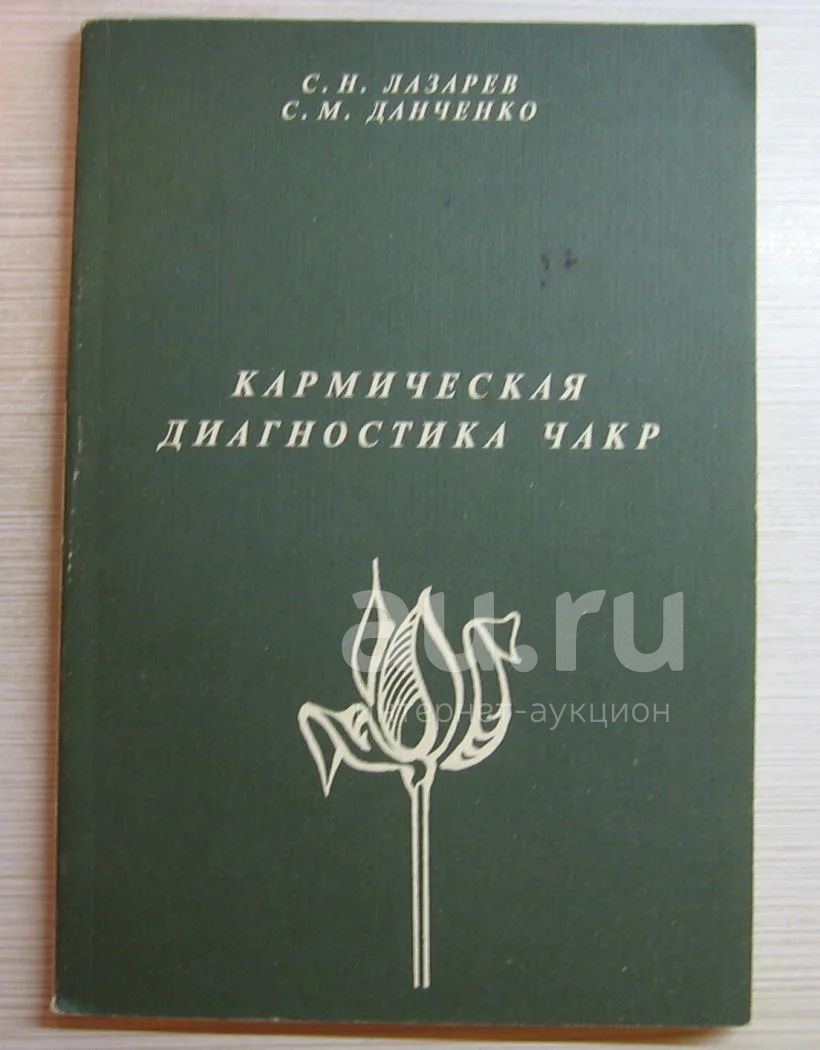 С. Н. ЛАЗАРЕВ
С. М. ДАНЧЕНКО
КАРМИЧЕСКАЯ
ДИАГНОСТИКА ЧАКР
au.ru
интернет-аукцион